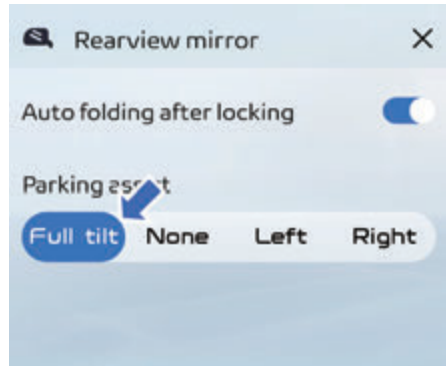 Rearview mirror
Auto folding after locking
Parking assist
Full tilt None Left Right